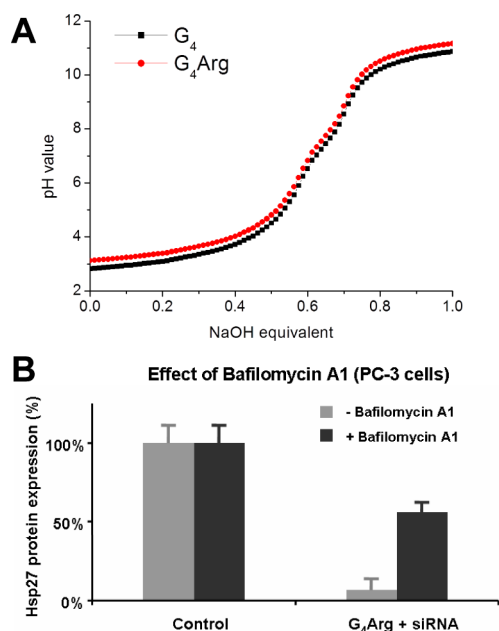 A
G₄
G₄Arg
12
10
8
6
4
2
pH value
0.0 0.2 0.4 0.6 0.8 1.0
NaOH equivalent
B
Effect of Bafilomycin A1 (PC-3 cells)
- Bafilomycin A1
+ Bafilomycin A1
Hsp27 protein expression (%)
100%
50%
0%
Control G₄Arg + siRNA